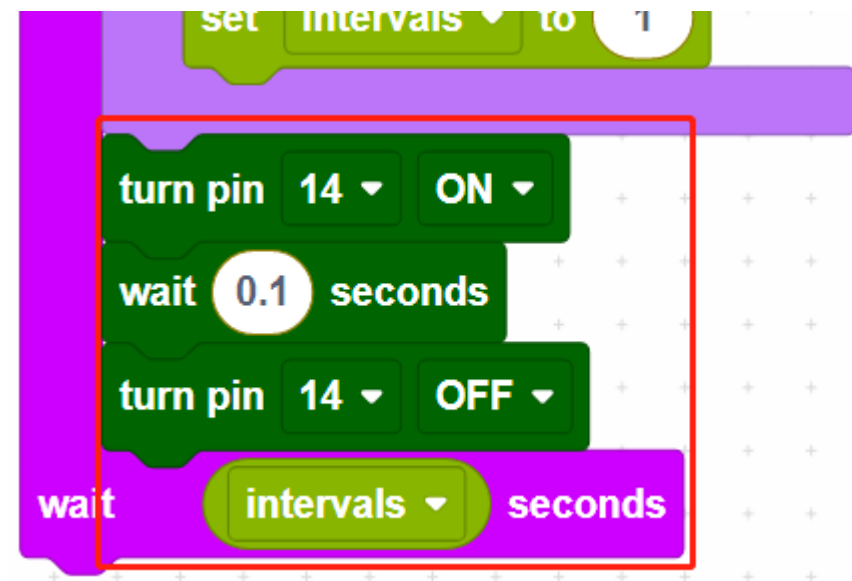 set intervals to 1
turn pin 14 ON
wait 0.1 seconds
turn pin 14 OFF
wait intervals seconds